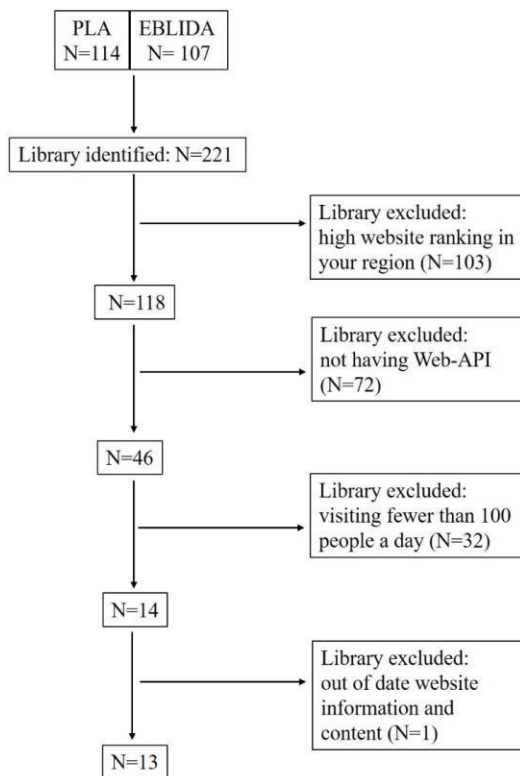 PLA
N=114
EBLIDA
N= 107
Library identified: N=221
Library excluded:
high website ranking in
your region (N=103)
N=118
Library excluded:
not having Web-API
(N=72)
N=46
Library excluded:
visiting fewer than 100
people a day (N=32)
N=14
Library excluded:
out of date website
information and
content (N=1)
N=13